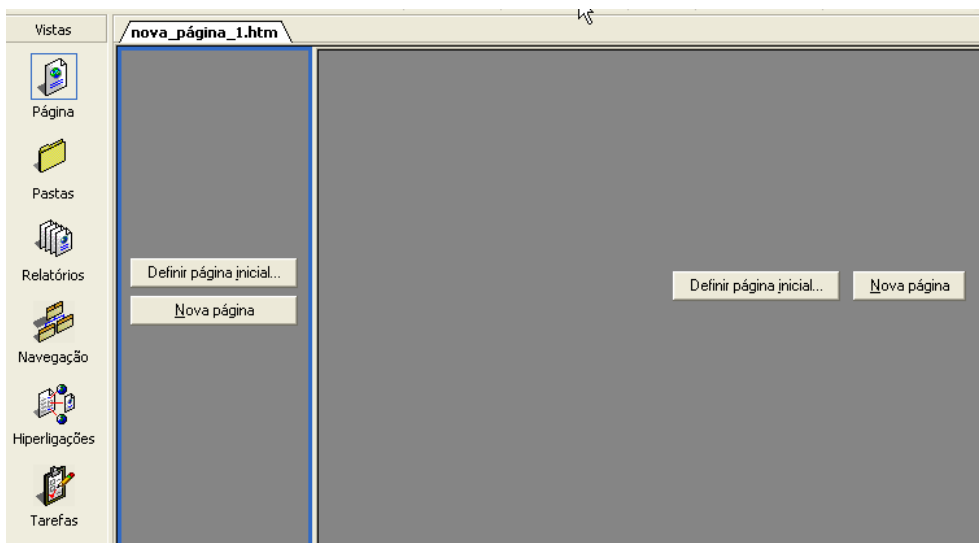 Vistas
nova_página_1.htm
Página
Pastas
Relatórios
Navegação
Hiperligações
Tarefas
Definir página inicial...
Nova página
Definir página inicial...
Nova página